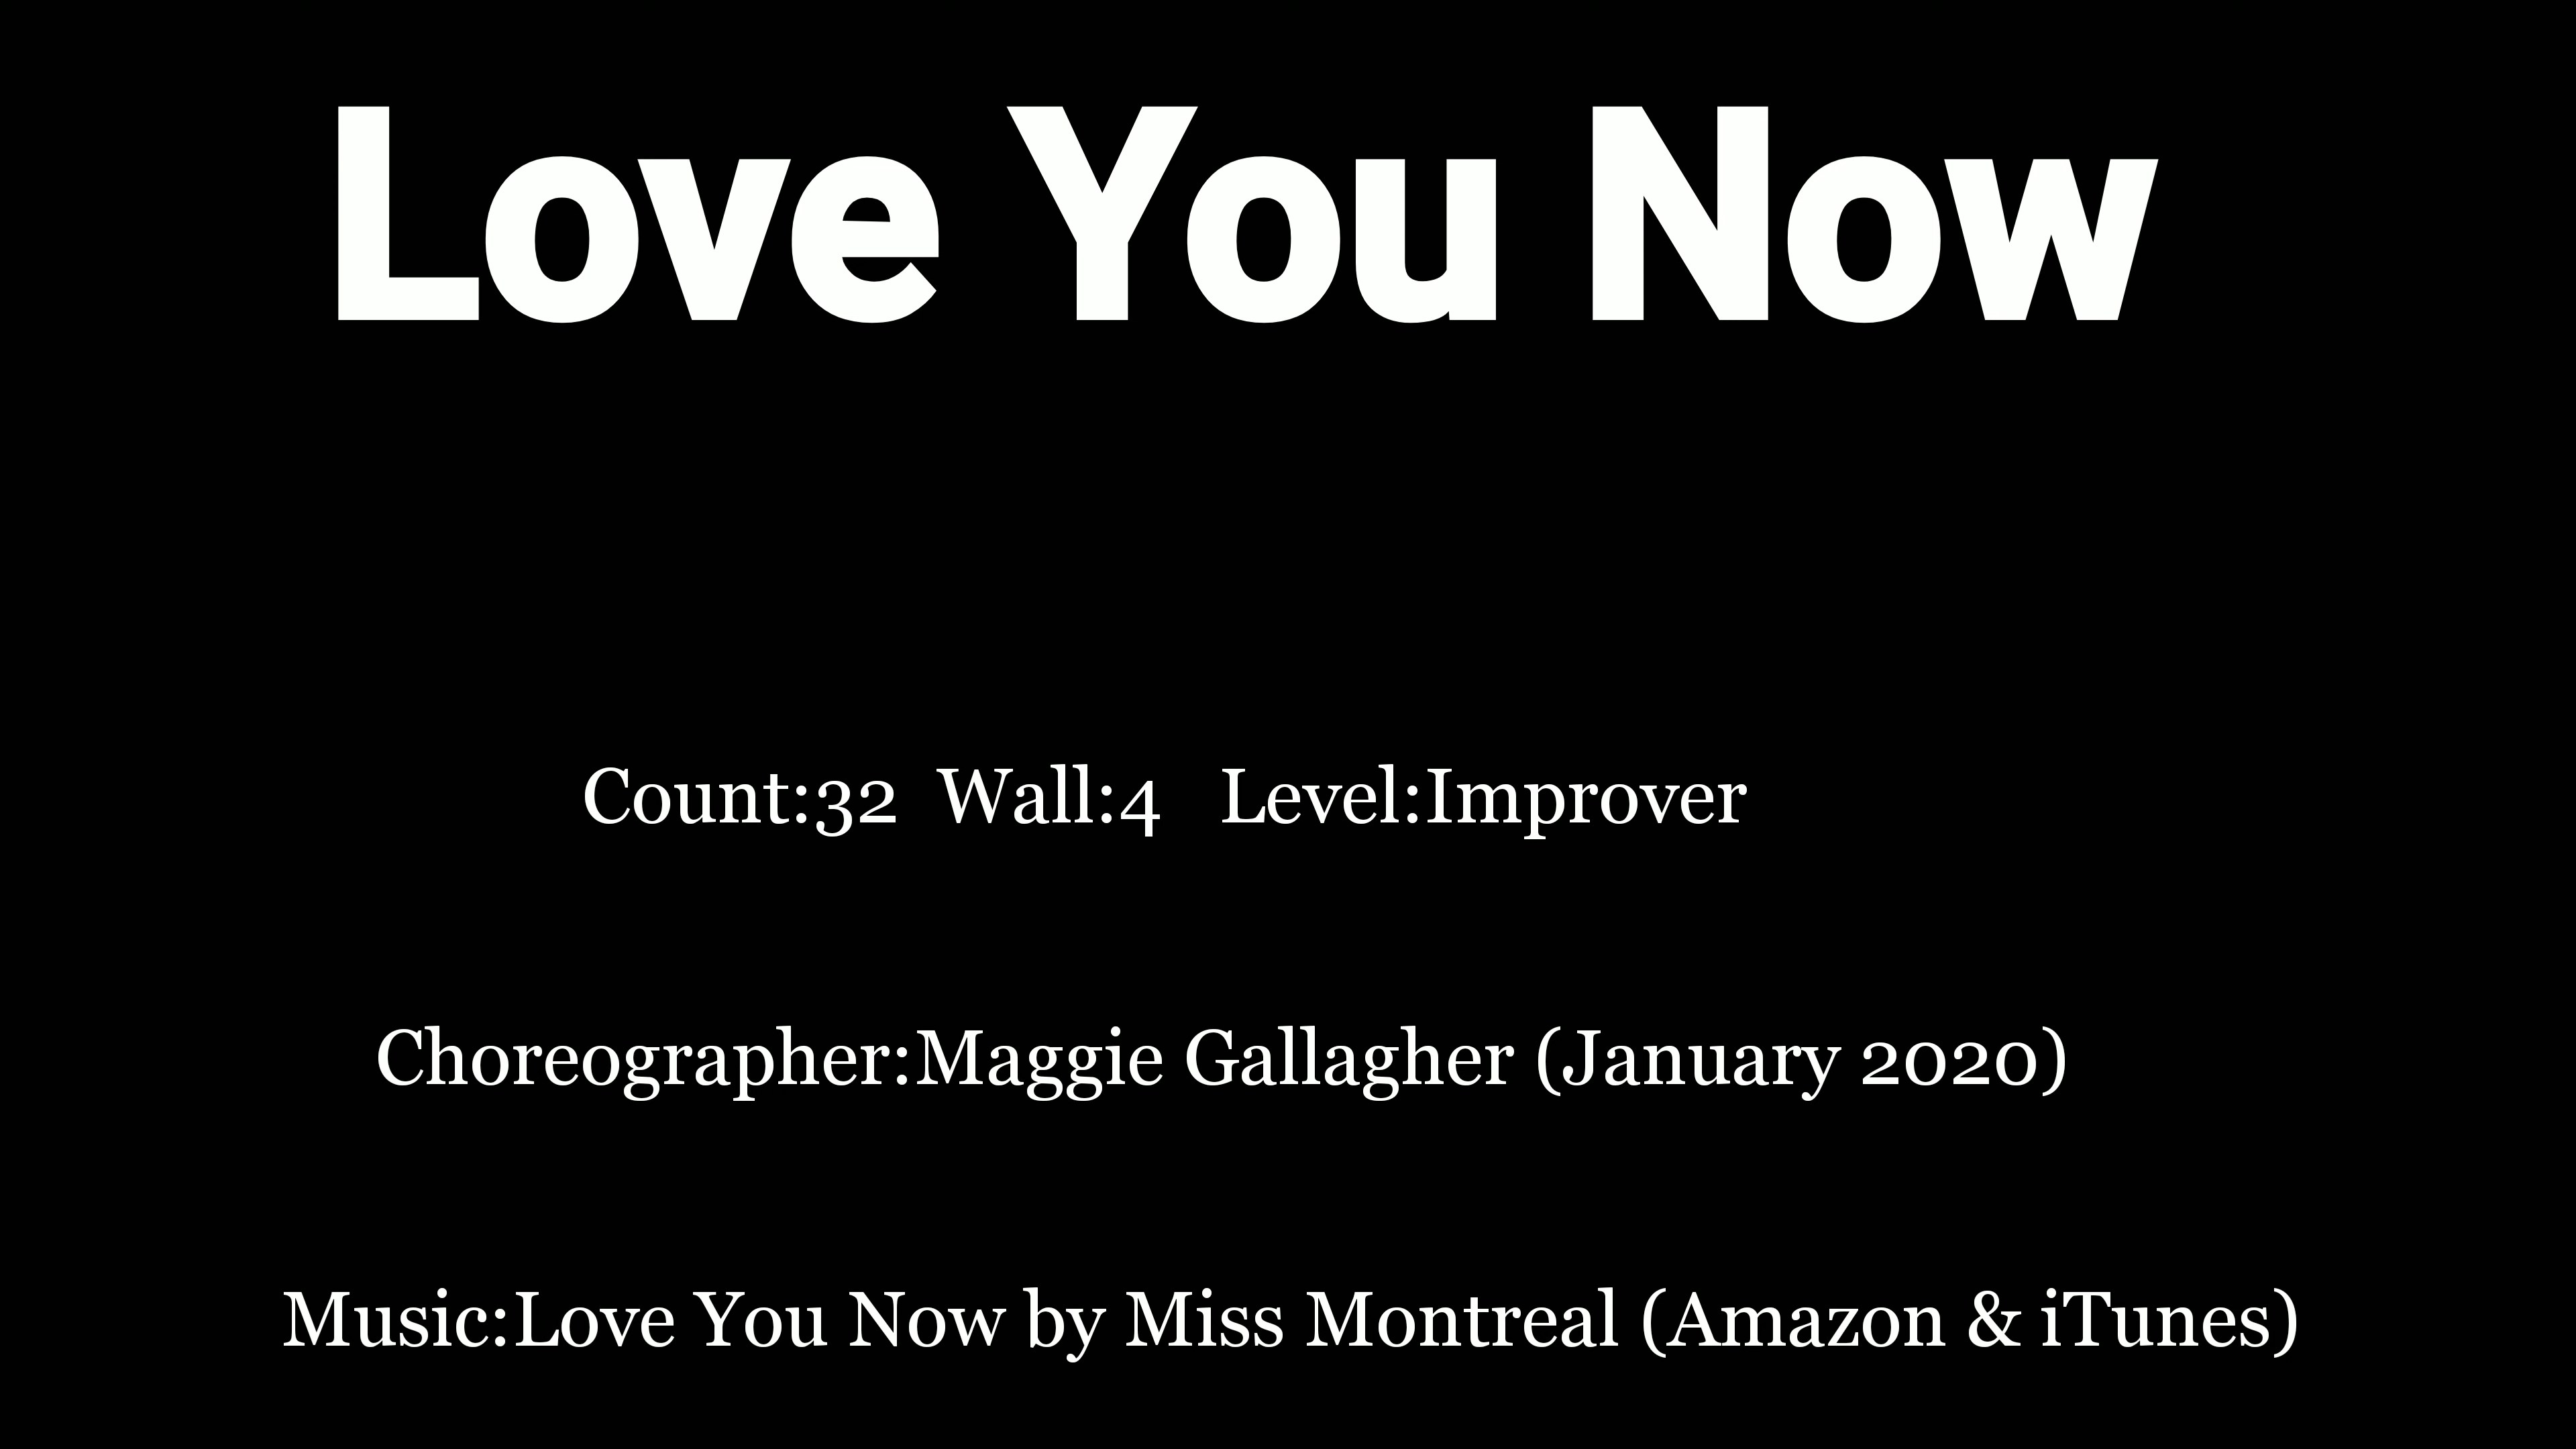 Love You Now
Count:32 Wall:4 Level:Improver
Choreographer:Maggie Gallagher (January 2020)
Music:Love You Now by Miss Montreal (Amazon & iTunes)